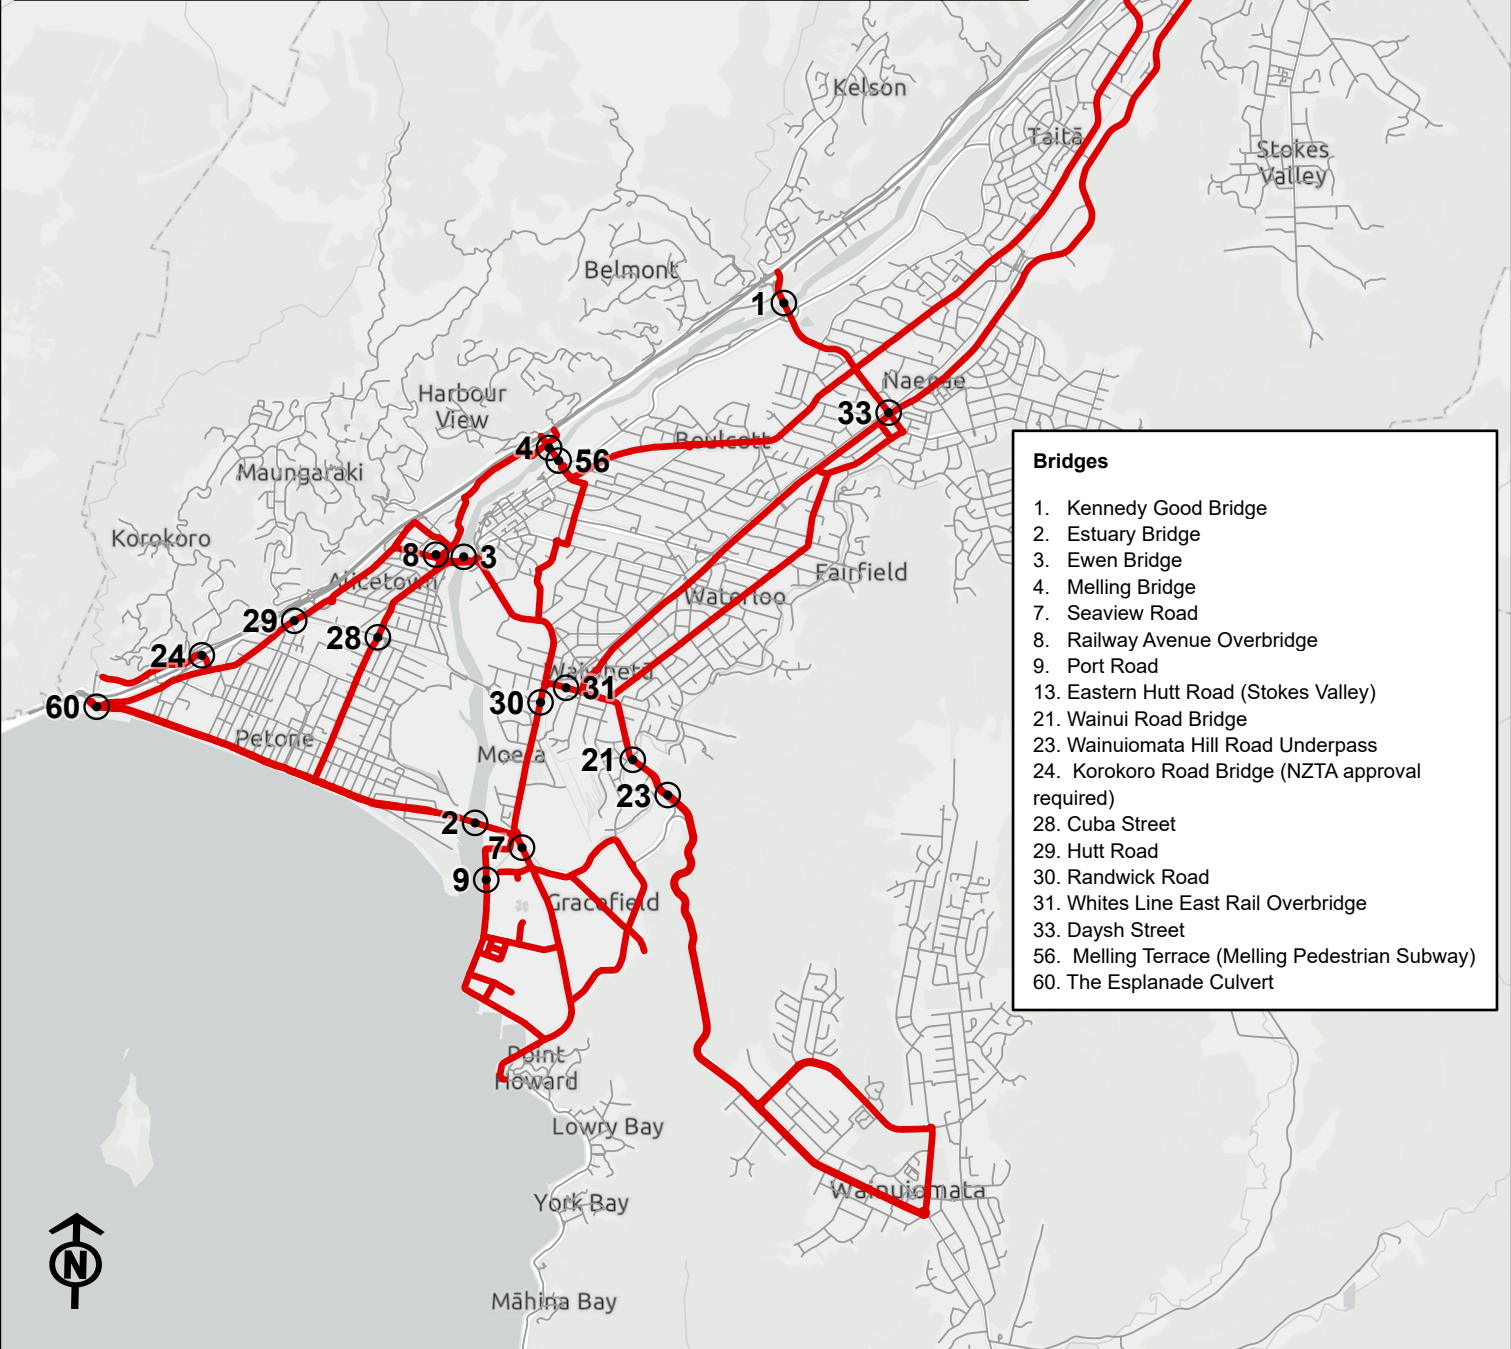 Kelson
Taitā
Stokes
Valley
Belmont
1
Harbour
View
Naenae
33
Boulcott
4
56
Maungaraki
Korokoro
8
3
Alicetown
Fairfield
Waterloo
29
28
24
Waiwhetū
31
30
60
Petone
Moera
21
23
2
7
9
Gracefield
Point
Howard
Lowry Bay
York Bay
Wainuiomata
Māhina Bay
N
Bridges
1. Kennedy Good Bridge
2. Estuary Bridge
3. Ewen Bridge
4. Melling Bridge
7. Seaview Road
8. Railway Avenue Overbridge
9. Port Road
13. Eastern Hutt Road (Stokes Valley)
21. Wainui Road Bridge
23. Wainuiomata Hill Road Underpass
24. Korokoro Road Bridge (NZTA approval
required)
28. Cuba Street
29. Hutt Road
30. Randwick Road
31. Whites Line East Rail Overbridge
33. Daysh Street
56. Melling Terrace (Melling Pedestrian Subway)
60. The Esplanade Culvert